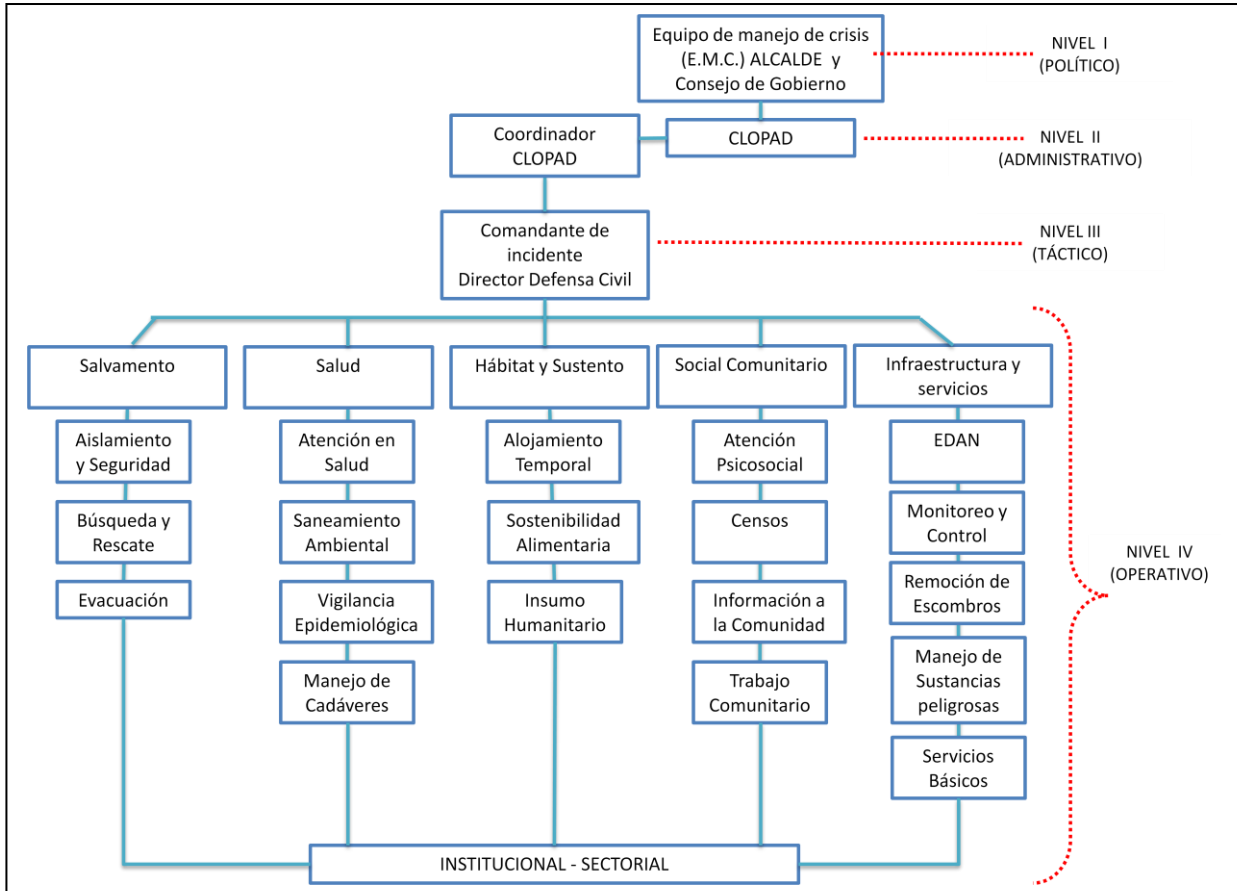 Equipo de manejo de crisis
(E.M.C.) ALCALDE y
Consejo de Gobierno
NIVEL I
(POLÍTICO)
Coordinador
CLOPAD
CLOPAD
NIVEL II
(ADMINISTRATIVO)
Comandante de
incidente
Director Defensa Civil
NIVEL III
(TÁCTICO)
Salvamento
Salud
Hábitat y Sustento
Social Comunitario
Infraestructura y
servicios
Aislamiento
y Seguridad
Búsqueda y
Rescate
Evacuación
Atención en
Salud
Saneamiento
Ambiental
Vigilancia
Epidemiológica
Manejo de
Cadáveres
Alojamiento
Temporal
Sostenibilidad
Alimentaria
Insumo
Humanitario
Atención
Psicosocial
Censos
Información a
la Comunidad
Trabajo
Comunitario
EDAN
Monitoreo y
Control
Remoción de
Escombros
Manejo de
Sustancias
peligrosas
Servicios
Básicos
NIVEL IV
(OPERATIVO)
INSTITUCIONAL - SECTORIAL